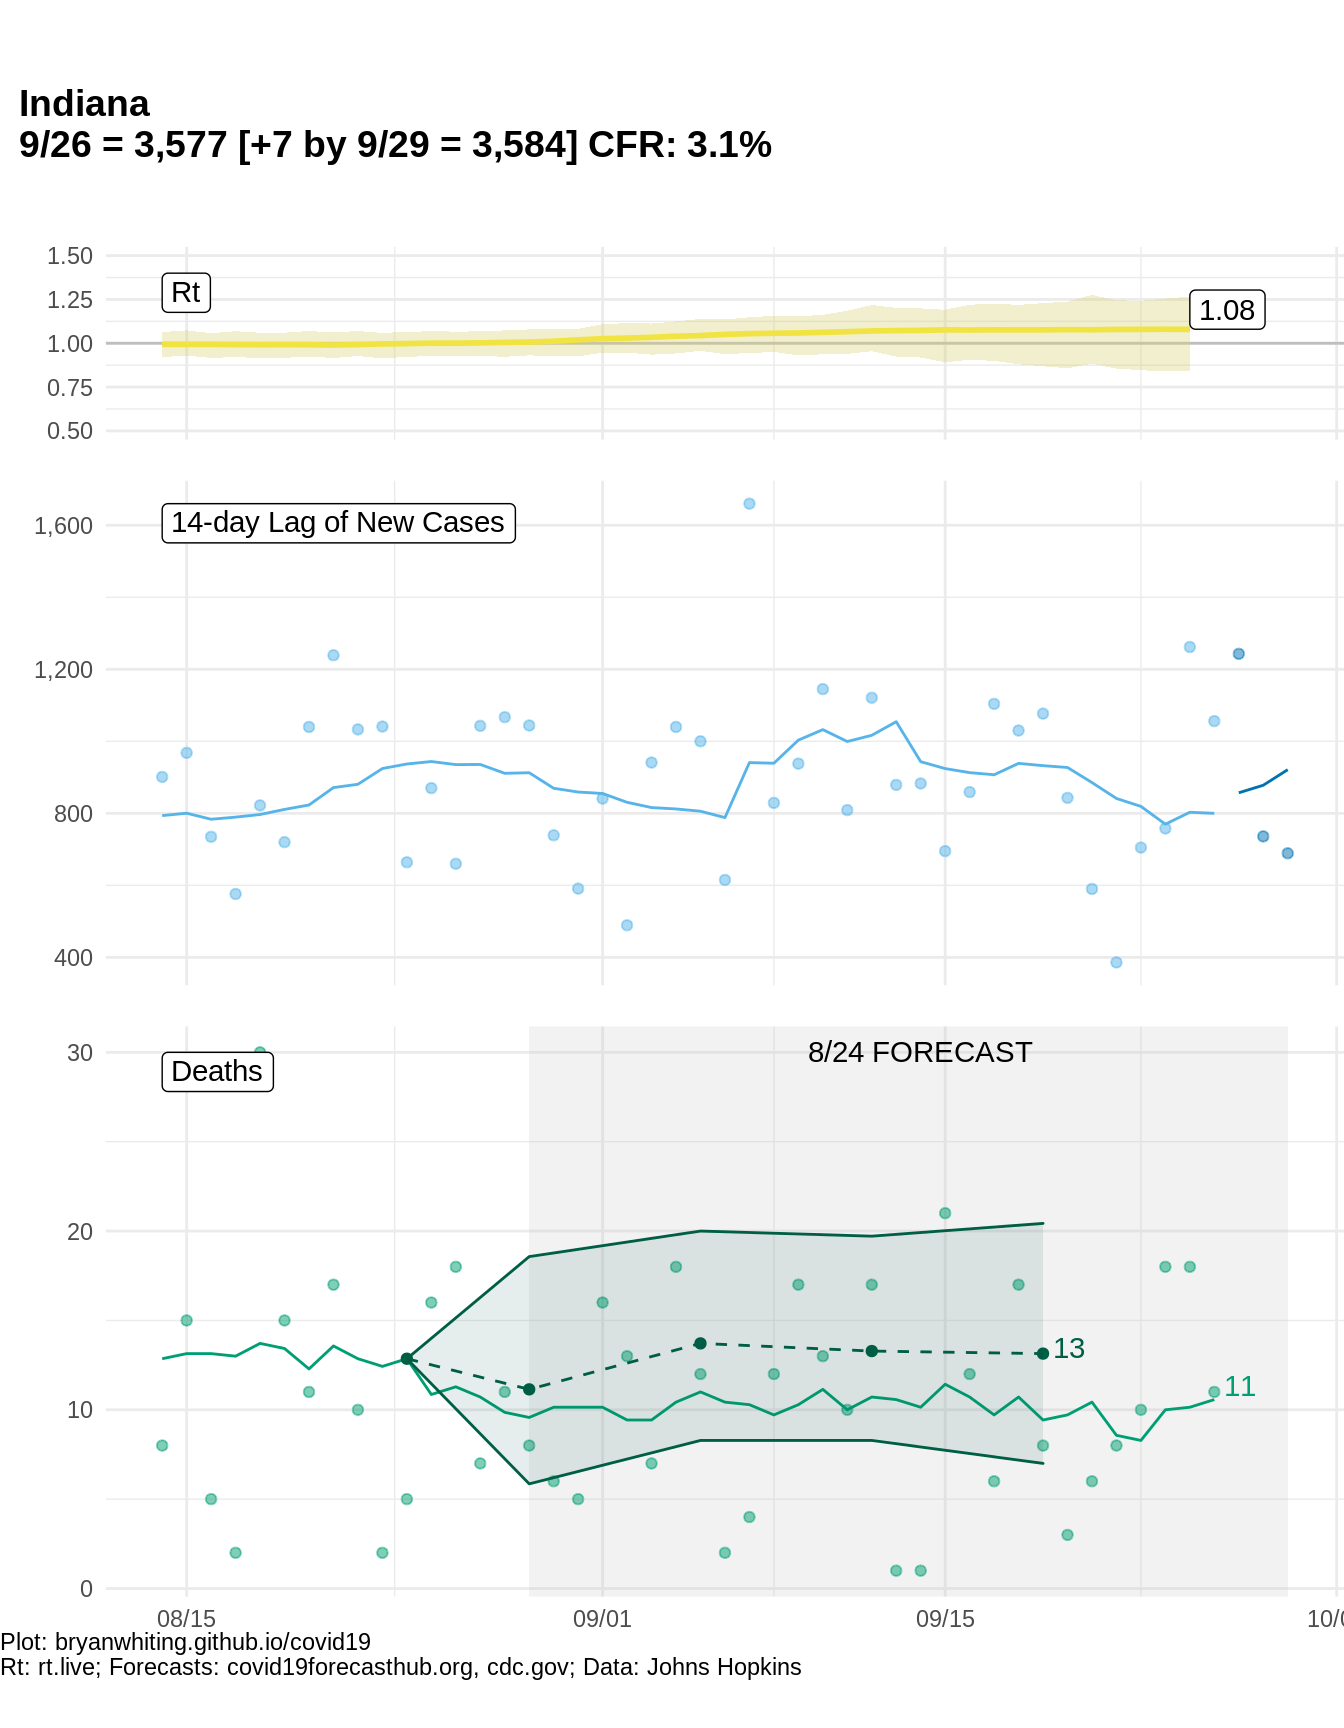 Indiana
9/26 = 3,577 [+7 by 9/29 = 3,584] CFR: 3.1%
1.50
1.25
1.00
0.75
0.50
Rt
1.08
1,600
1,200
800
400
14-day Lag of New Cases
30
20
10
0
Deaths
8/24 FORECAST
13
11
08/15
09/01
09/15
Plot: bryanwhiting.github.io/covid19
Rt: rt.live; Forecasts: covid19forecasthub.org, cdc.gov; Data: Johns Hopkins